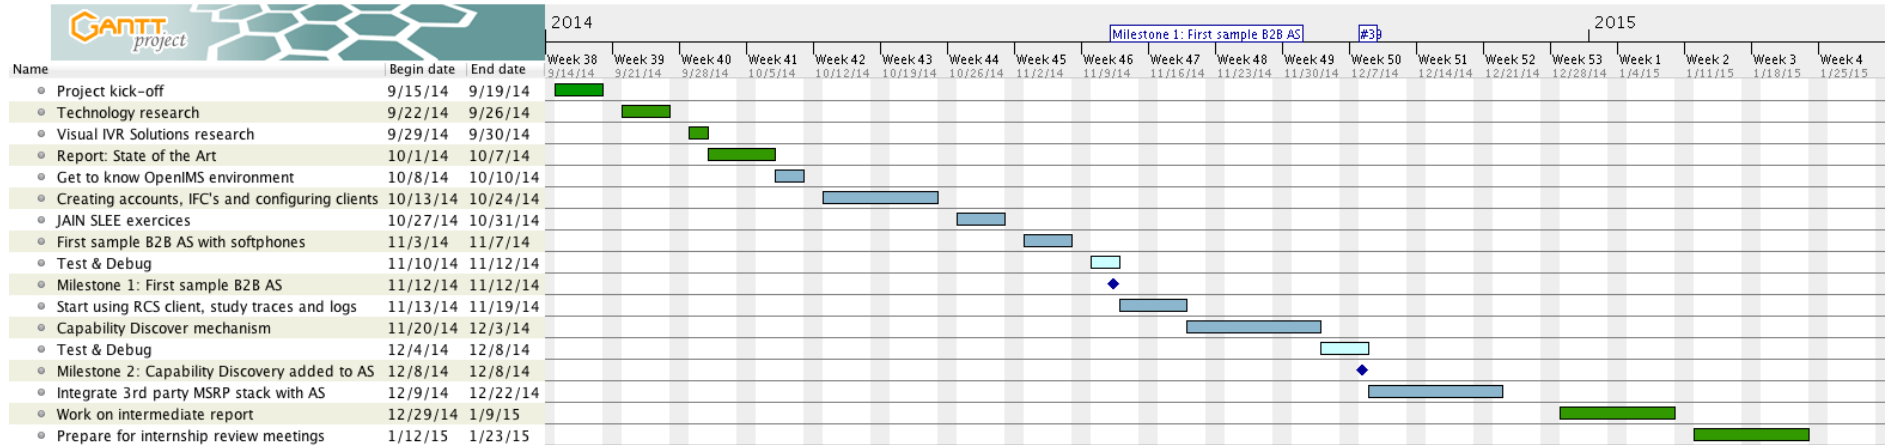 GANTT
project
2014
2015
Milestone 1: First sample B2B AS
#39
Week 38 Week 39 Week 40 Week 41 Week 42 Week 43 Week 44 Week 45 Week 46 Week 47 Week 48 Week 49 Week 50 Week 51 Week 52 Week 53 Week 1 Week 2 Week 3 Week 4
Name Begin date End date 9/14/14 9/21/14 9/28/14 10/5/14 10/12/14 10/19/14 10/26/14 11/2/14 11/9/14 11/16/14 11/23/14 11/30/14 12/7/14 12/14/14 12/21/14 12/28/14 1/4/15 1/11/15 1/18/15 1/25/15
Project kick-off 9/15/14 9/19/14
Technology research 9/22/14 9/26/14
Visual IVR Solutions research 9/29/14 9/30/14
Report: State of the Art 10/1/14 10/7/14
Get to know OpenIMS environment 10/8/14 10/10/14
Creating accounts, IFC's and configuring clients 10/13/14 10/24/14
JAIN SLEE exercices 10/27/14 10/31/14
First sample B2B AS with softphones 11/3/14 11/7/14
Test & Debug 11/10/14 11/12/14
Milestone 1: First sample B2B AS 11/12/14 11/12/14
Start using RCS client, study traces and logs 11/13/14 11/19/14
Capability Discover mechanism 11/20/14 12/3/14
Test & Debug 12/4/14 12/8/14
Milestone 2: Capability Discovery added to AS 12/8/14 12/8/14
Integrate 3rd party MSRP stack with AS 12/9/14 12/22/14
Work on intermediate report 12/29/14 1/9/15
Prepare for internship review meetings 1/12/15 1/23/15